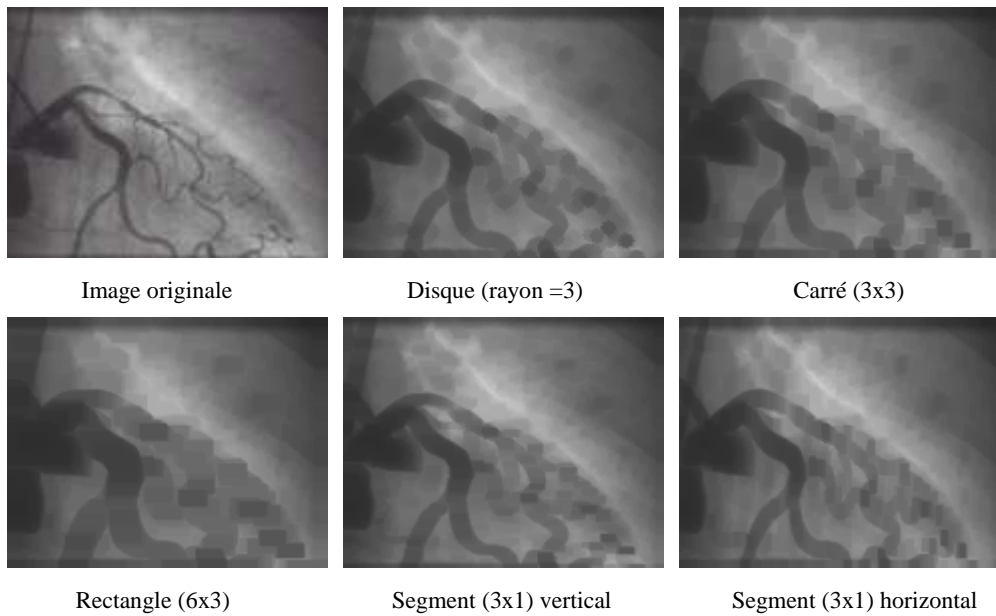 Image originale
Disque (rayon =3)
Carré (3x3)
Rectangle (6x3)
Segment (3x1) vertical
Segment (3x1) horizontal